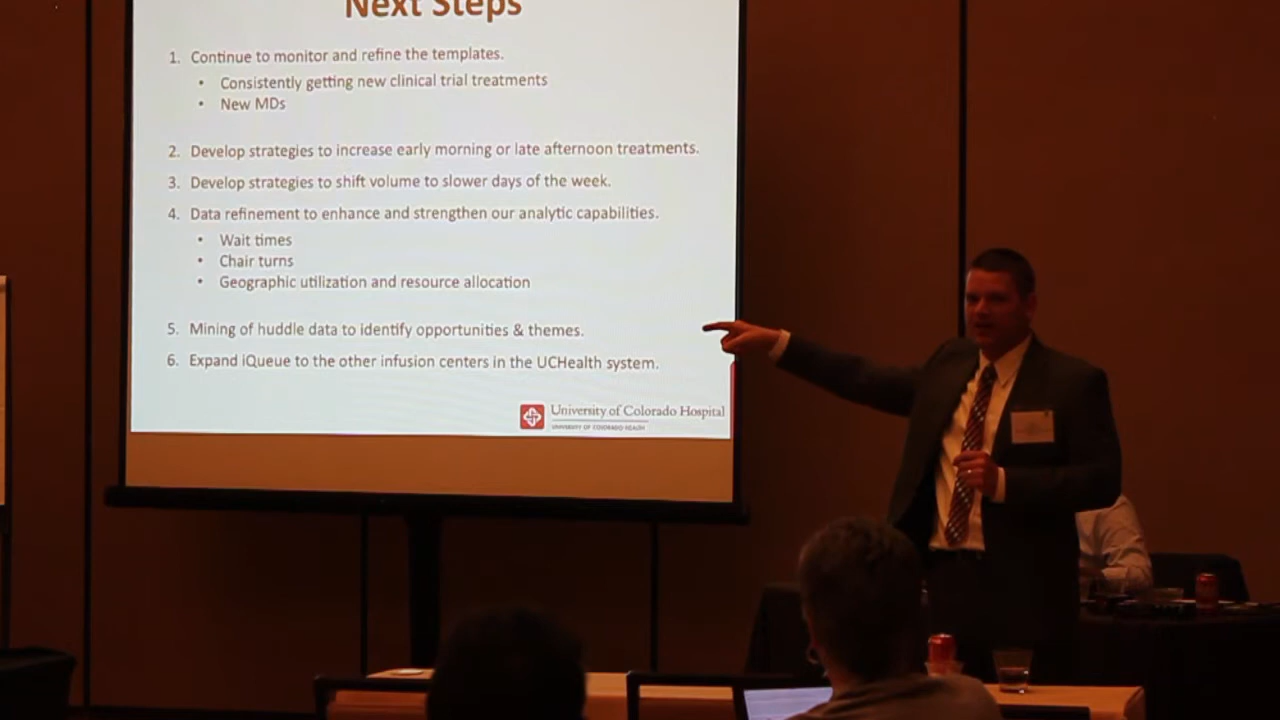 Next Steps
1. Continue to monitor and refine the templates.
• Consistently getting new clinical trial treatments
• New MDs
2. Develop strategies to increase early morning or late afternoon treatments.
3. Develop strategies to shift volume to slower days of the week.
4. Data refinement to enhance and strengthen our analytic capabilities.
• Wait times
• Chair turns
• Geographic utilization and resource allocation
5. Mining of huddle data to identify opportunities & themes.
6. Expand iQueue to the other infusion centers in the UCHealth system.
University of Colorado Hospital
UNIVERSITY OF COLORADO HEALTH